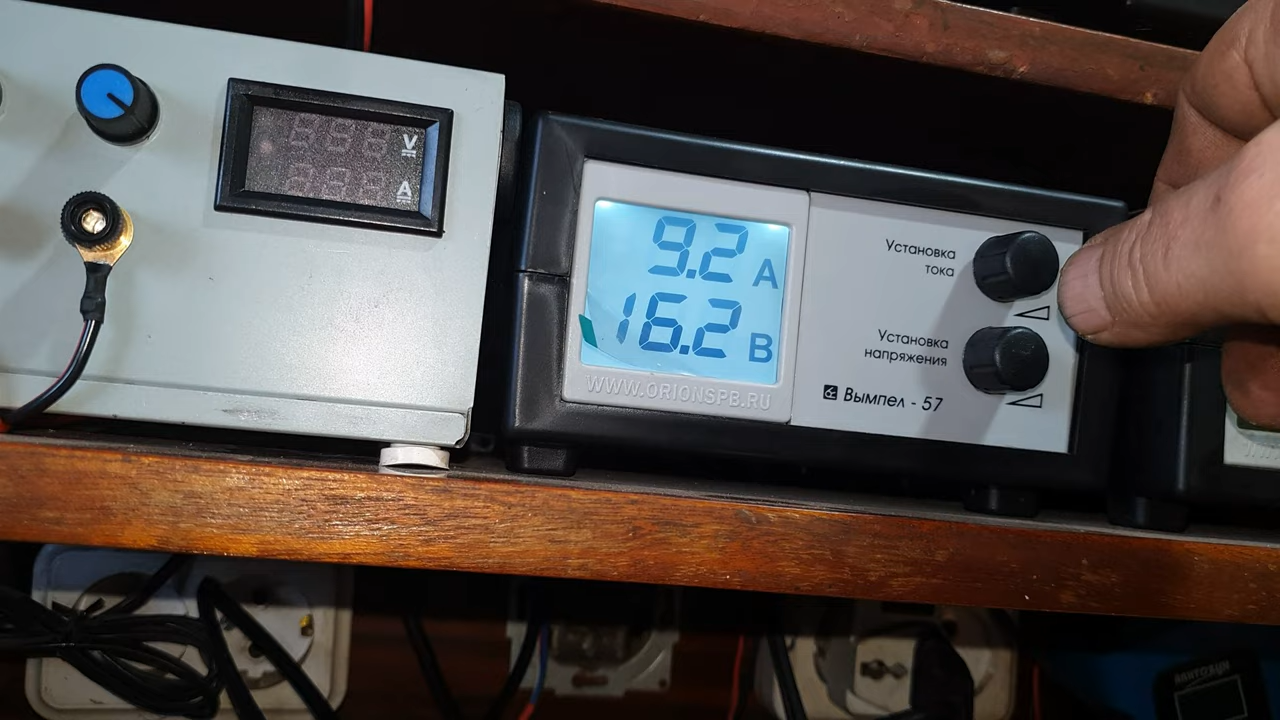 V
A
9.2 A
16.2 В
WWW.ORIONSPB.RU
Установка
тока
Установка
напряжения
Вымпел - 57